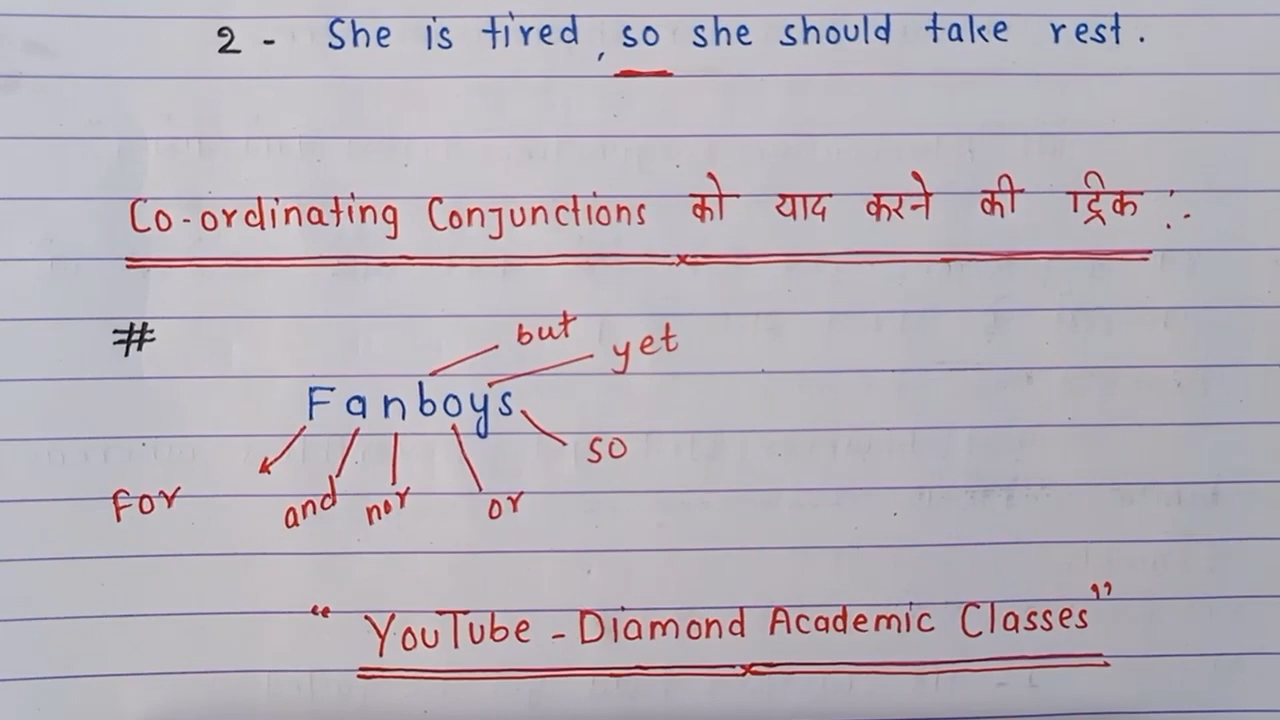 2 - She is tired, so she should take rest.
Co-ordinating Conjunctions को याद करने की ट्रिक :-
#
but
yet
Fanboys
so
For and nor or
"YouTube - Diamond Academic Classes"